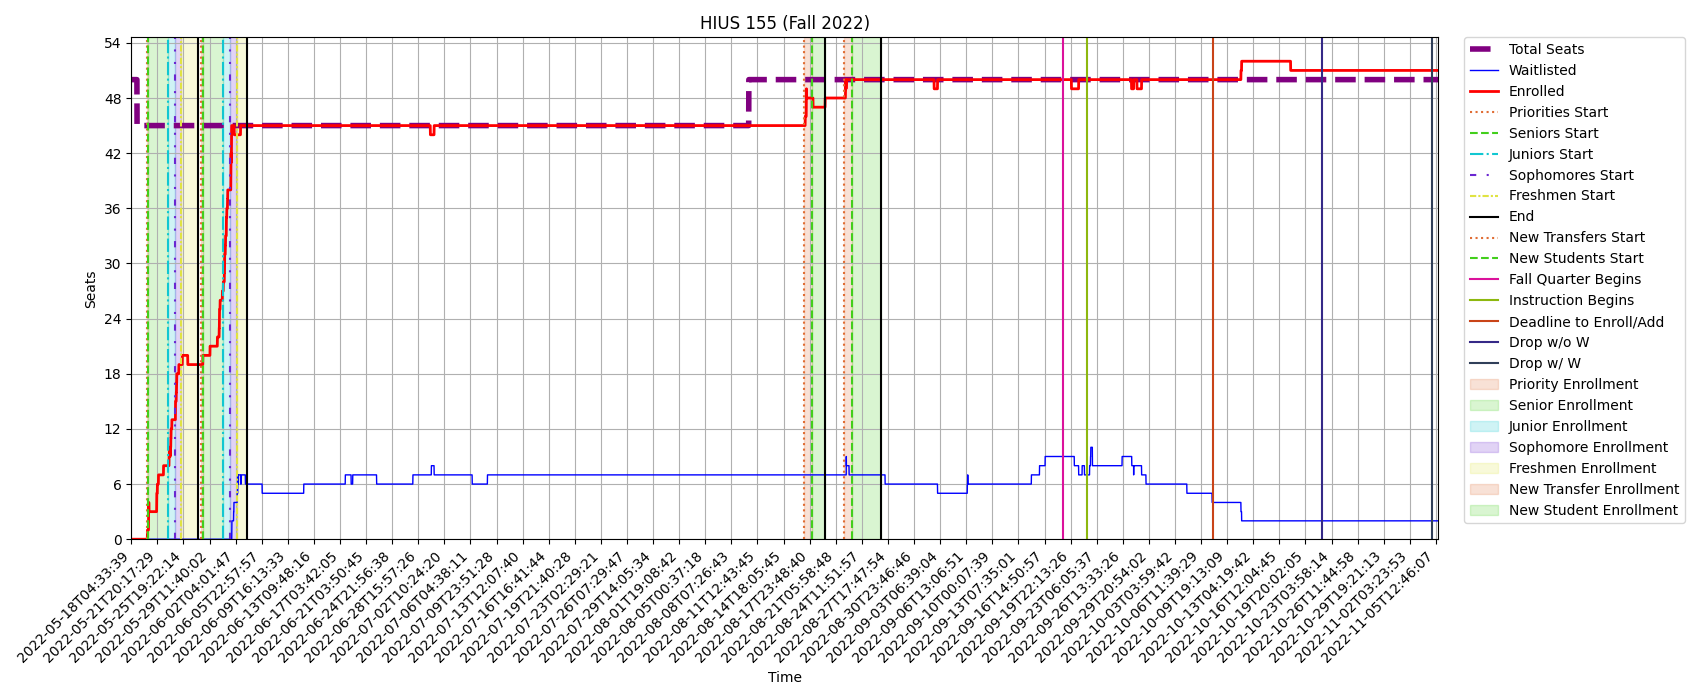 HIUS 155 (Fall 2022)
54
48
42
36
30
24
18
12
6
0
Seats
2022-05-18T04:33:39
2022-05-21T20:17:29
2022-05-25T19:22:14
2022-05-29T11:40:02
2022-06-02T04:01:47
2022-06-05T22:57:57
2022-06-09T16:13:33
2022-06-13T09:48:16
2022-06-17T03:42:05
2022-06-21T03:50:45
2022-06-24T21:56:38
2022-06-28T15:57:26
2022-07-02T10:24:20
2022-07-06T04:38:11
2022-07-09T23:51:28
2022-07-13T12:07:40
2022-07-16T16:41:44
2022-07-19T21:40:28
2022-07-23T02:29:21
2022-07-26T07:29:47
2022-07-29T14:05:34
2022-08-01T19:08:42
2022-08-05T00:37:18
2022-08-08T07:26:43
2022-08-11T12:43:45
2022-08-14T18:05:45
2022-08-17T23:48:40
2022-08-21T05:58:48
2022-08-24T11:51:57
2022-08-27T17:47:54
2022-08-30T23:46:46
2022-09-03T06:39:04
2022-09-06T13:06:51
2022-09-10T00:07:39
2022-09-13T07:35:01
2022-09-16T14:50:57
2022-09-19T22:13:26
2022-09-23T06:05:37
2022-09-26T13:33:26
2022-09-29T20:54:02
2022-10-03T03:59:42
2022-10-06T11:39:29
2022-10-09T19:13:09
2022-10-13T04:19:42
2022-10-16T12:04:45
2022-10-19T20:02:05
2022-10-23T03:58:14
2022-10-26T11:44:58
2022-10-29T19:21:13
2022-11-02T03:23:53
2022-11-05T12:46:07
Time
Total Seats
Waitlisted
Enrolled
Priorities Start
Seniors Start
Juniors Start
Sophomores Start
Freshmen Start
End
New Transfers Start
New Students Start
Fall Quarter Begins
Instruction Begins
Deadline to Enroll/Add
Drop w/o W
Drop w/ W
Priority Enrollment
Senior Enrollment
Junior Enrollment
Sophomore Enrollment
Freshmen Enrollment
New Transfer Enrollment
New Student Enrollment